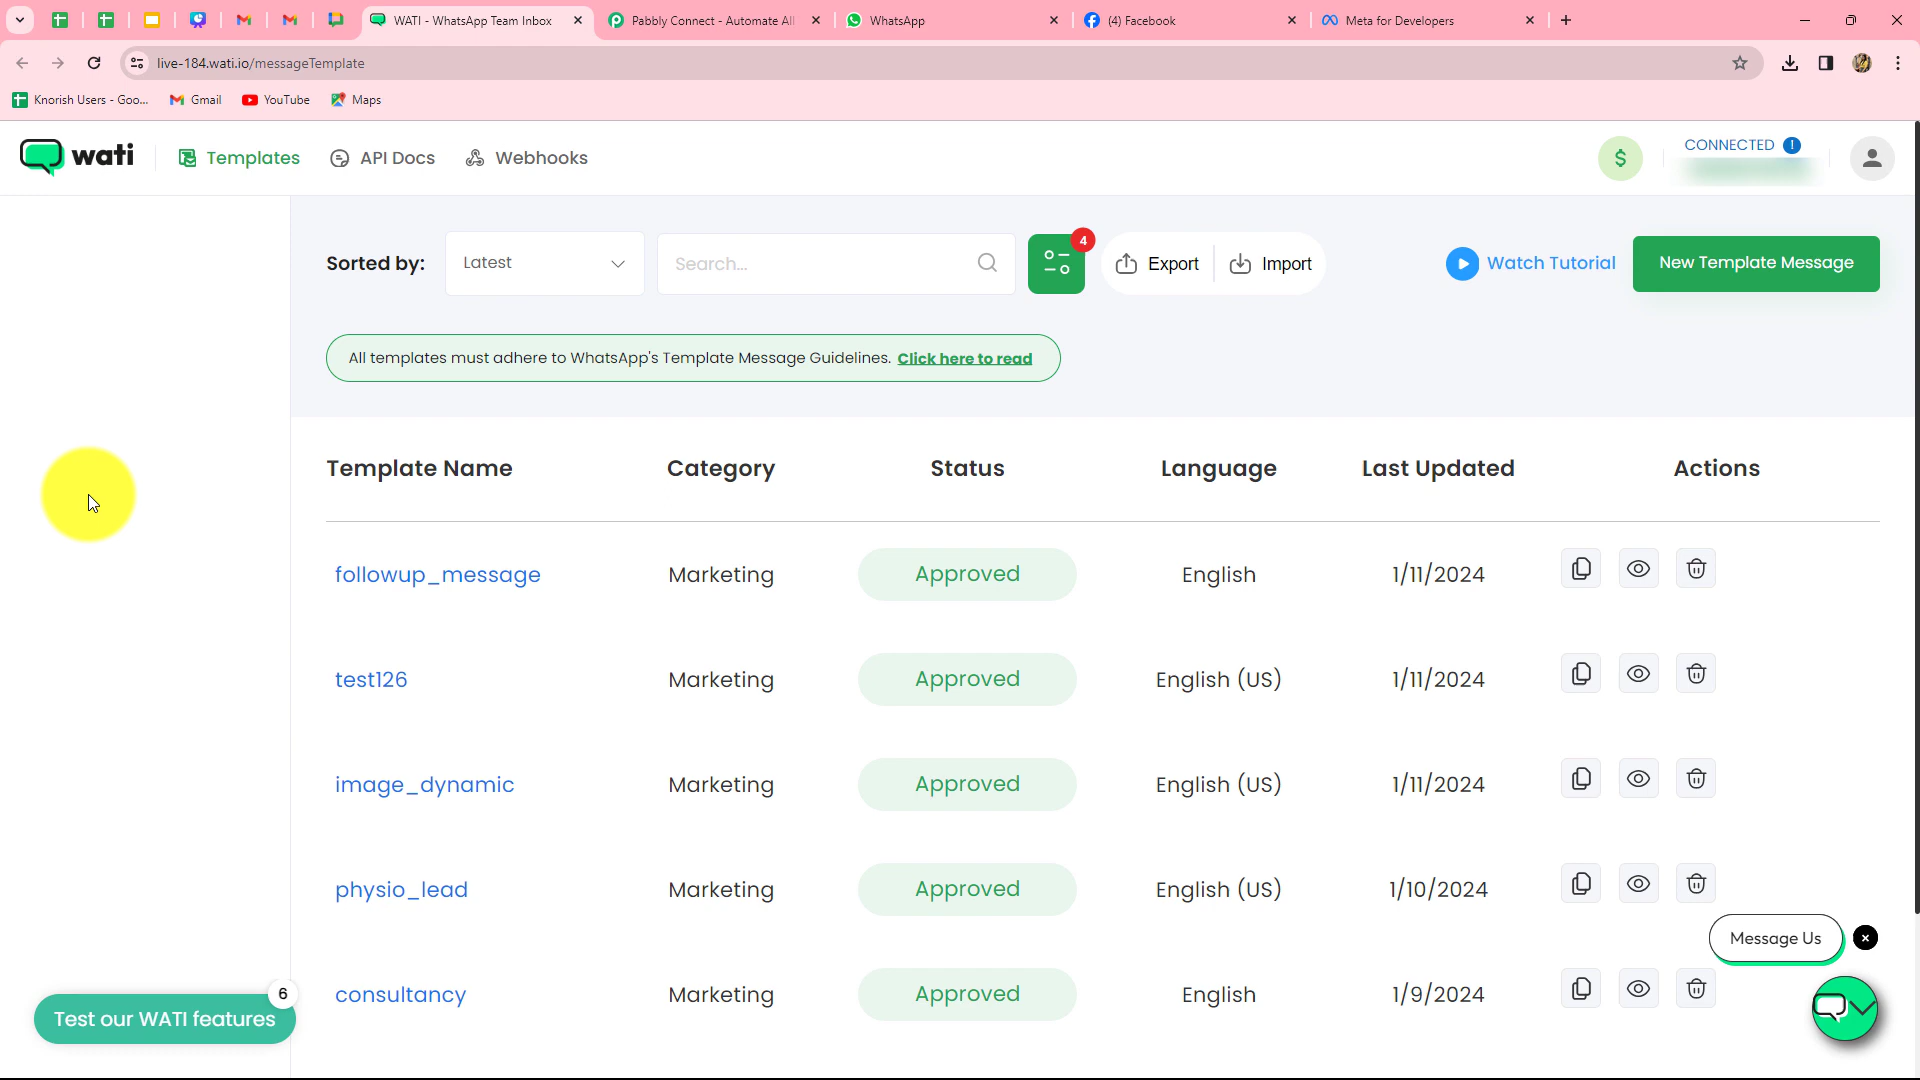 WATI - WhatsApp Team Inbox
Pabbly Connect - Automate All
WhatsApp
(4) Facebook
Meta for Developers
live-184.wati.io/messageTemplate
Knorish Users - Goo...
Gmail
YouTube
Maps
wati
Templates
API Docs
Webhooks
$
CONNECTED
Sorted by:
Latest
Search...
4
Export
Import
Watch Tutorial
New Template Message
All templates must adhere to WhatsApp's Template Message Guidelines. Click here to read
Template Name Category Status Language Last Updated Actions
followup_message Marketing Approved English 1/11/2024
test126 Marketing Approved English (US) 1/11/2024
image_dynamic Marketing Approved English (US) 1/11/2024
physio_lead Marketing Approved English (US) 1/10/2024
Message Us
consultancy Marketing Approved English 1/9/2024
6
Test our WATI features